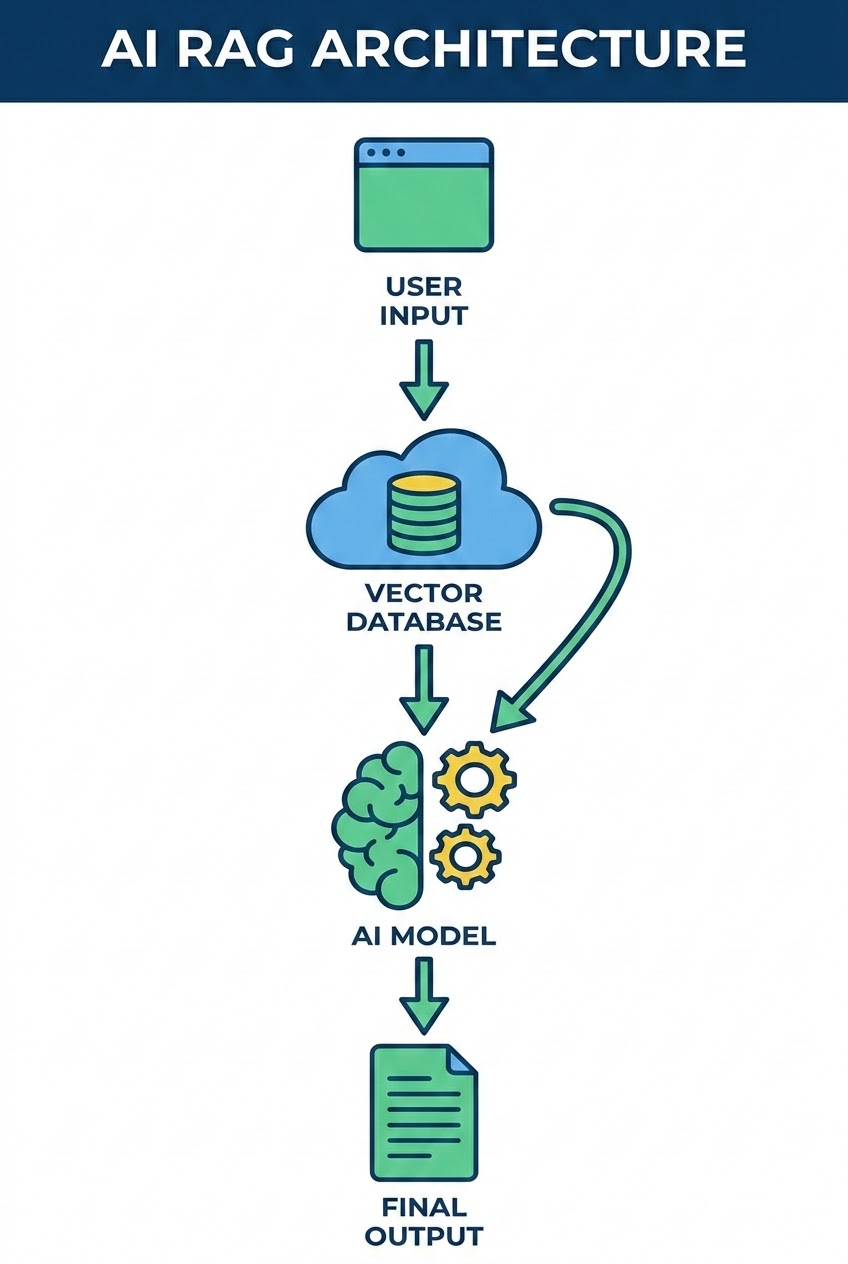 AI RAG ARCHITECTURE
USER
INPUT
VECTOR
DATABASE
AI MODEL
FINAL
OUTPUT